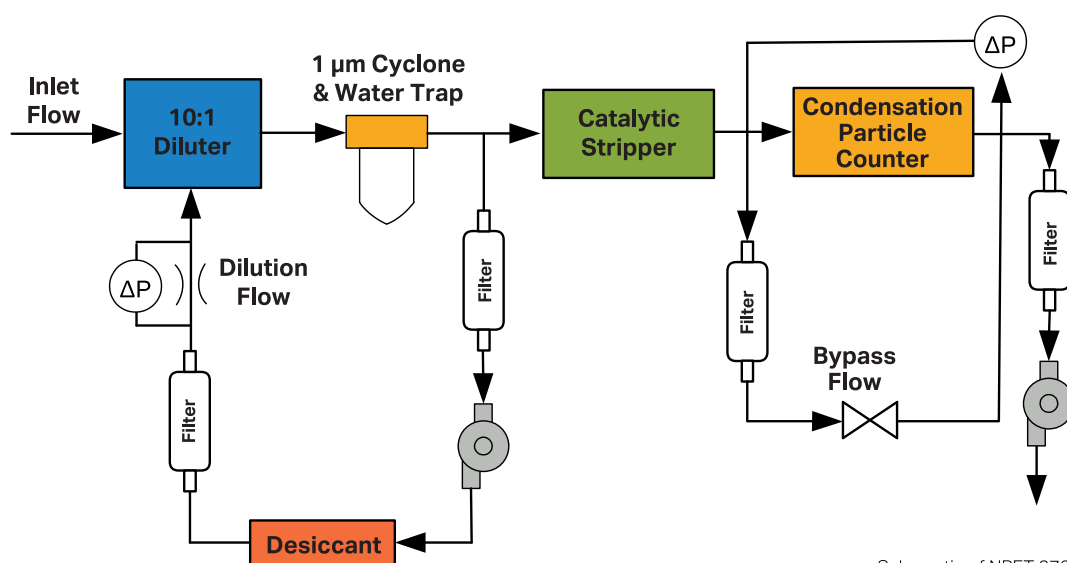 Inlet
Flow
10:1
Diluter
1 µm Cyclone
& Water Trap
Catalytic
Stripper
Condensation
Particle
Counter
ΔP
ΔP
Dilution
Flow
Filter
Filter
Filter
Filter
Bypass
Flow
Desiccant